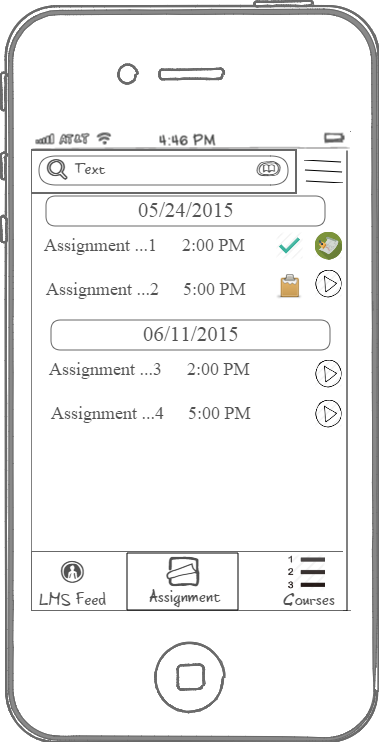 AT&T 4:46 PM
Text
05/24/2015
Assignment ...1 2:00 PM
Assignment ...2 5:00 PM
06/11/2015
Assignment ...3 2:00 PM
Assignment ...4 5:00 PM
1
2
3
LMS Feed Assignment Courses